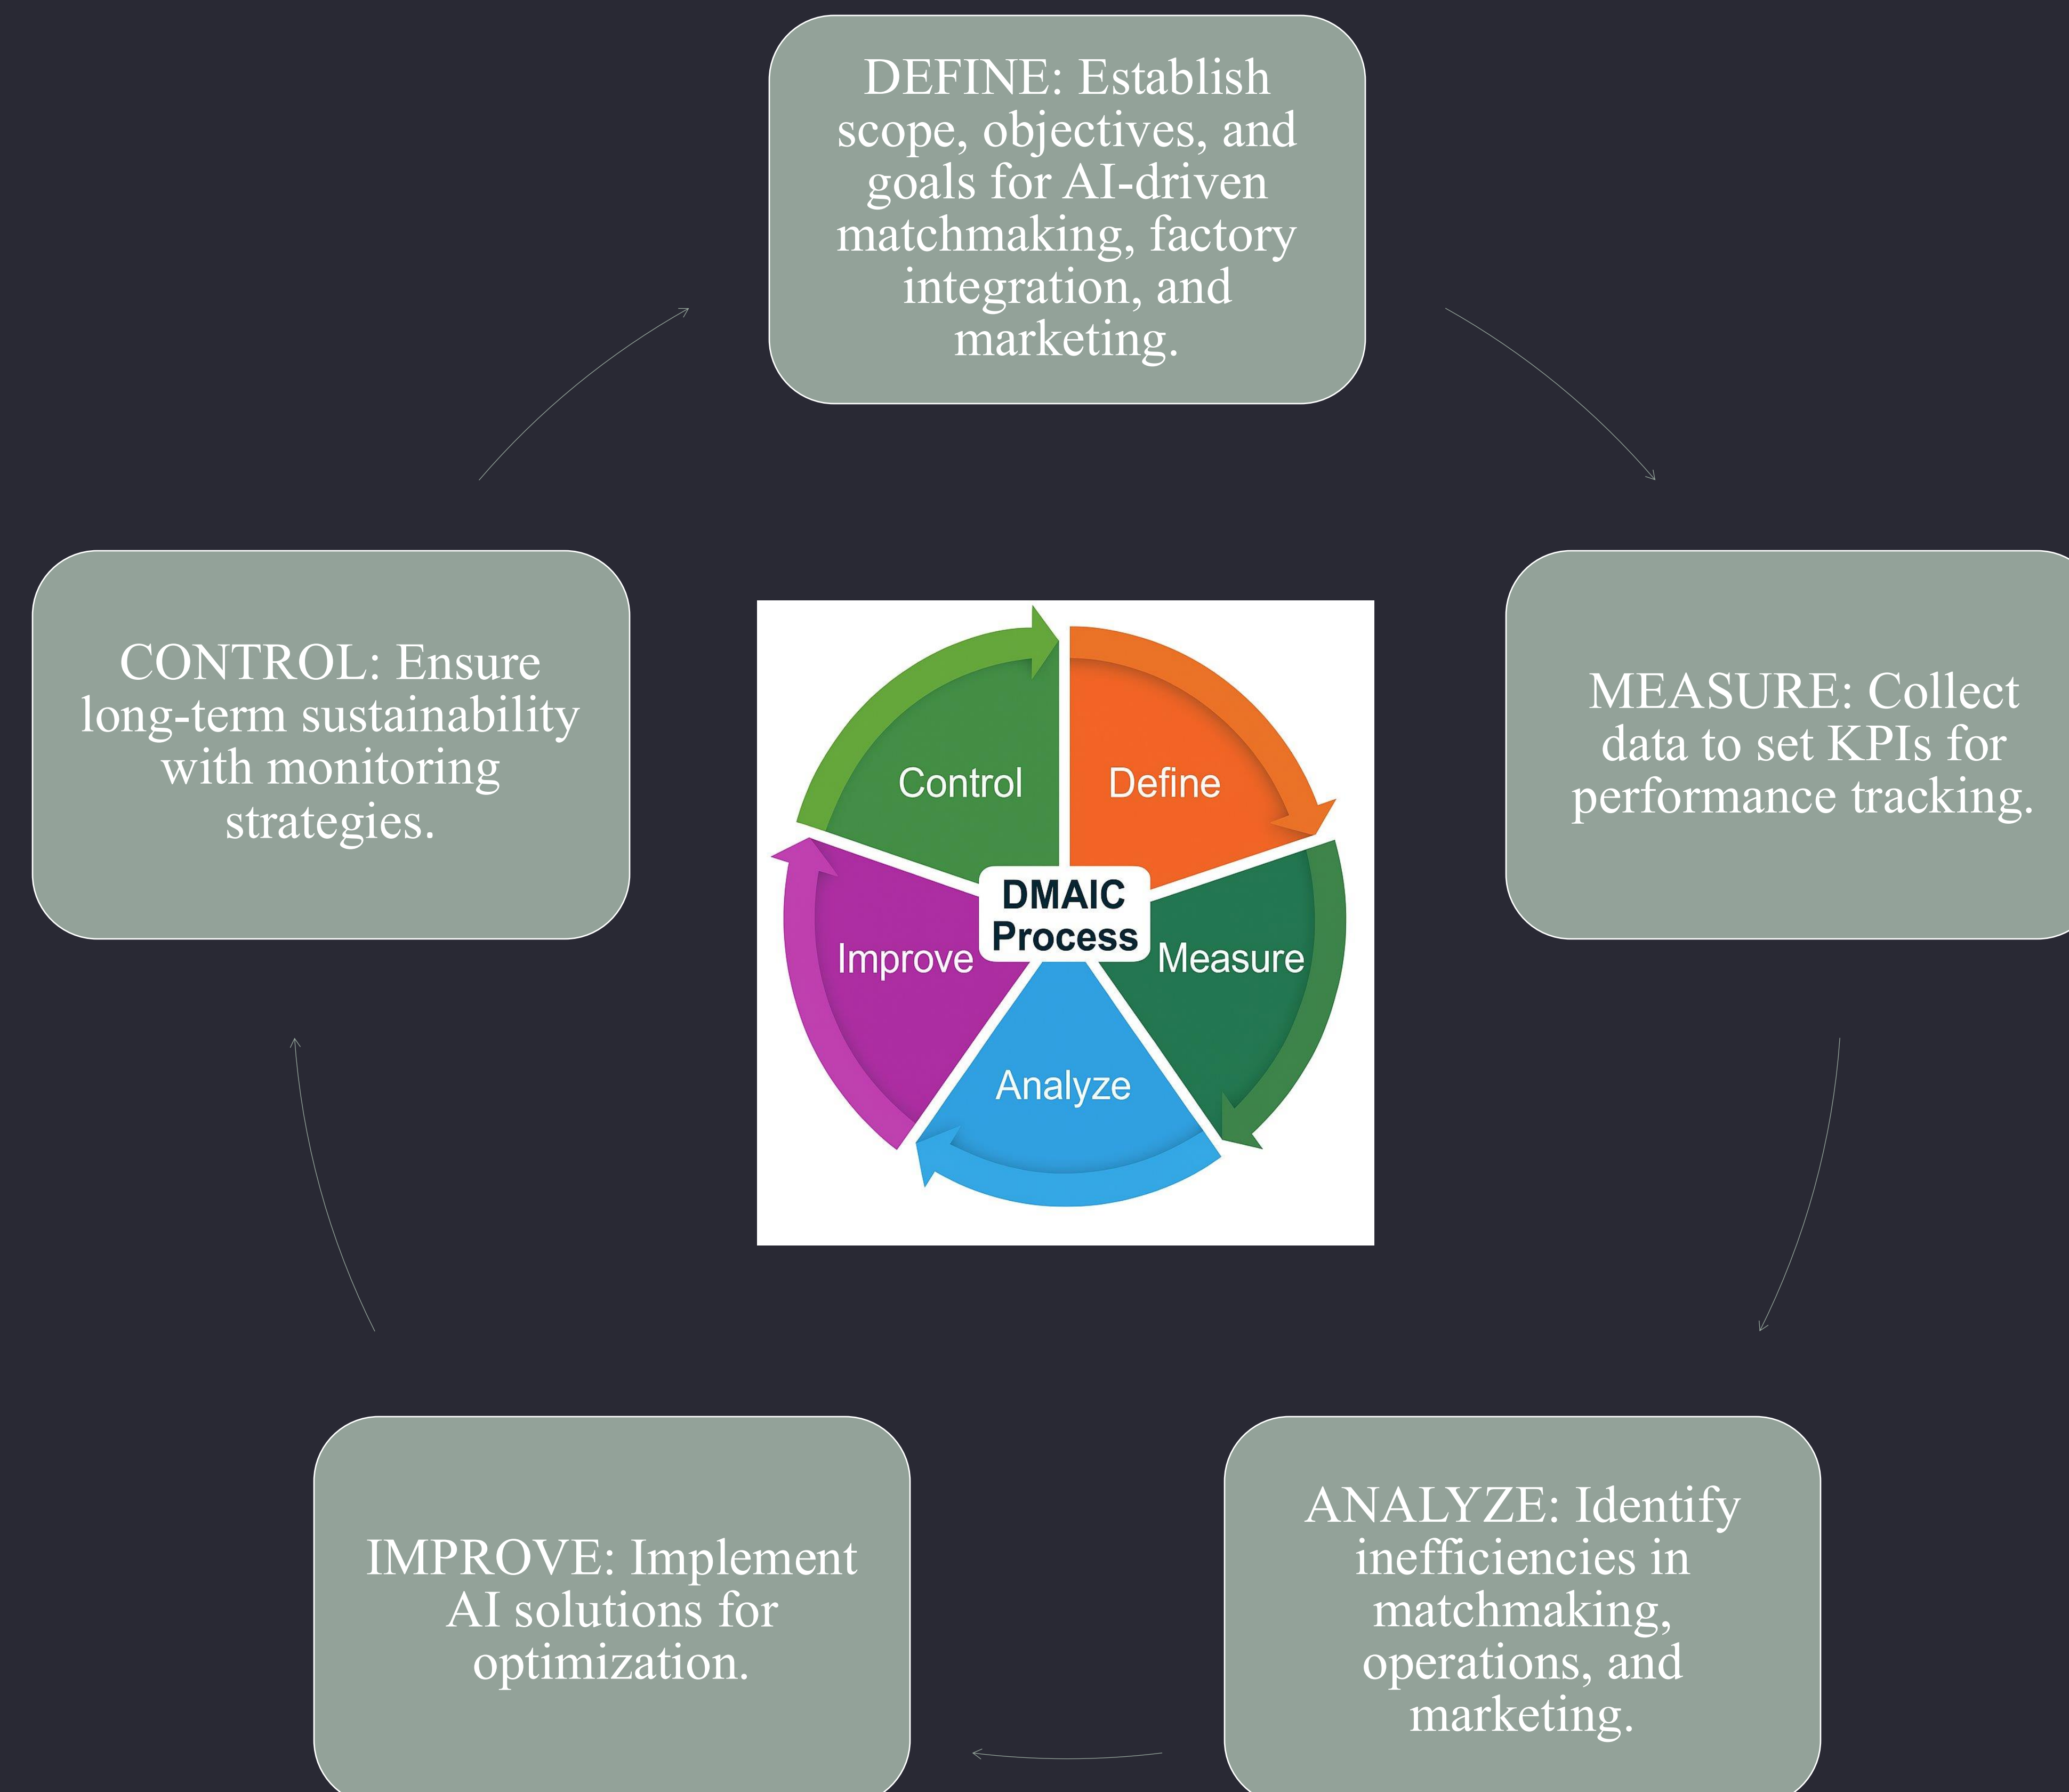 DEFINE: Establish
scope, objectives, and
goals for AI-driven
matchmaking, factory
integration, and
marketing.
MEASURE: Collect
data to set KPIs for
performance tracking.
ANALYZE: Identify
inefficiencies in
matchmaking,
operations, and
marketing.
IMPROVE: Implement
AI solutions for
optimization.
CONTROL: Ensure
long-term sustainability
with monitoring
strategies.
Control
Define
DMAIC
Process
Improve
Measure
Analyze